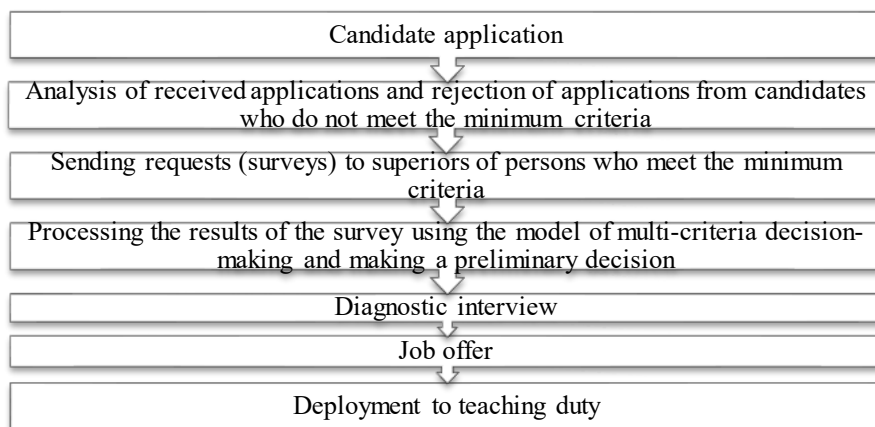 Candidate application
Analysis of received applications and rejection of applications from candidates
who do not meet the minimum criteria
Sending requests (surveys) to superiors of persons who meet the minimum
criteria
Processing the results of the survey using the model of multi-criteria decision-
making and making a preliminary decision
Diagnostic interview
Job offer
Deployment to teaching duty